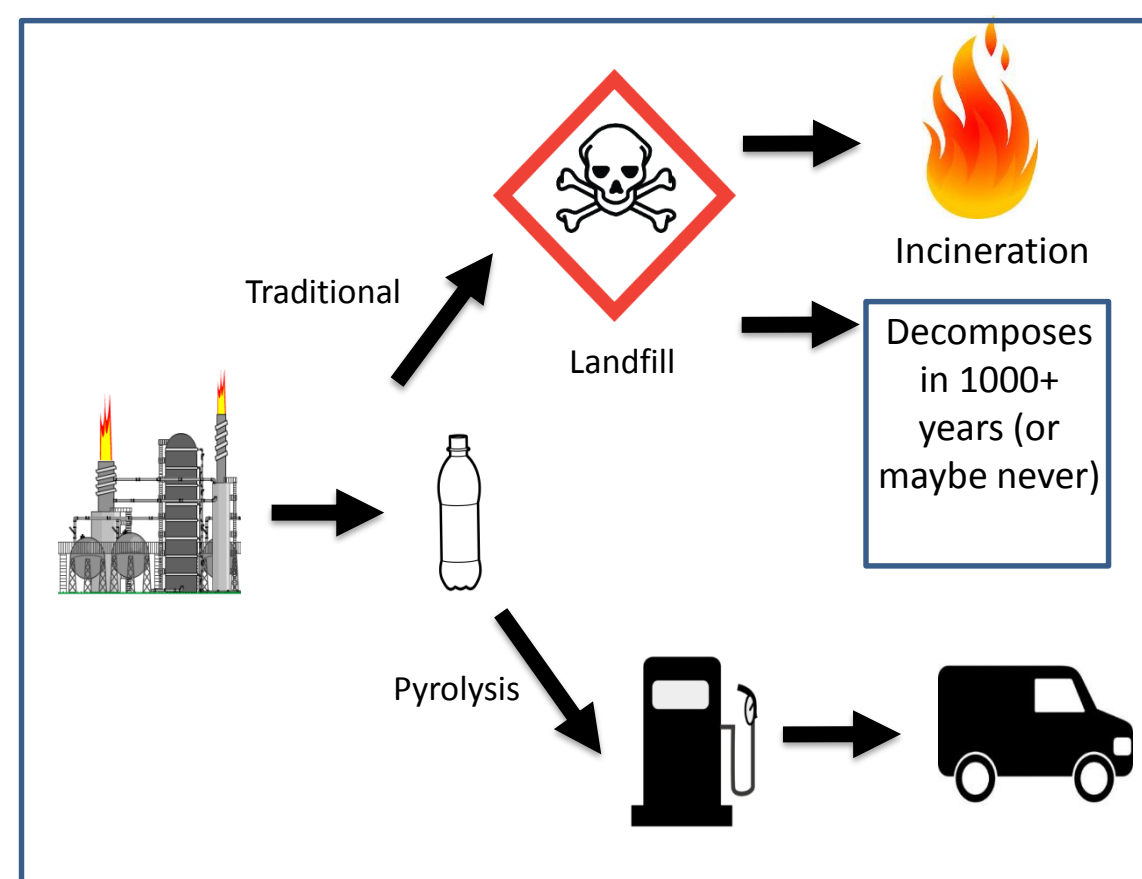 Traditional
Landfill
Incineration
Decomposes
in 1000+
years (or
maybe never)
Pyrolysis